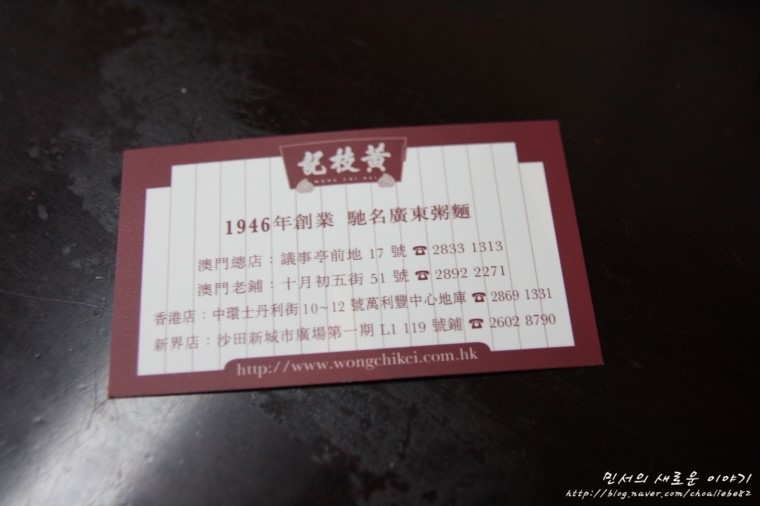 記枝黃
WONG CHI KEI
1946年創業 馳名廣東粥麵
澳門總店：議事亭前地 17 號 ☎ 2833 1313
澳門老鋪：十月初五街 51 號 ☎ 2892 2271
香港店：中環士丹利街10~12 號萬利豐中心地庫 ☎ 2869 1331
新界店：沙田新城市廣場第一期 L1 119 號鋪 ☎ 2602 8790
http://www.wongchikei.com.hk
민서의 새로운 이야기
http://blog.naver.com/choaliebe82